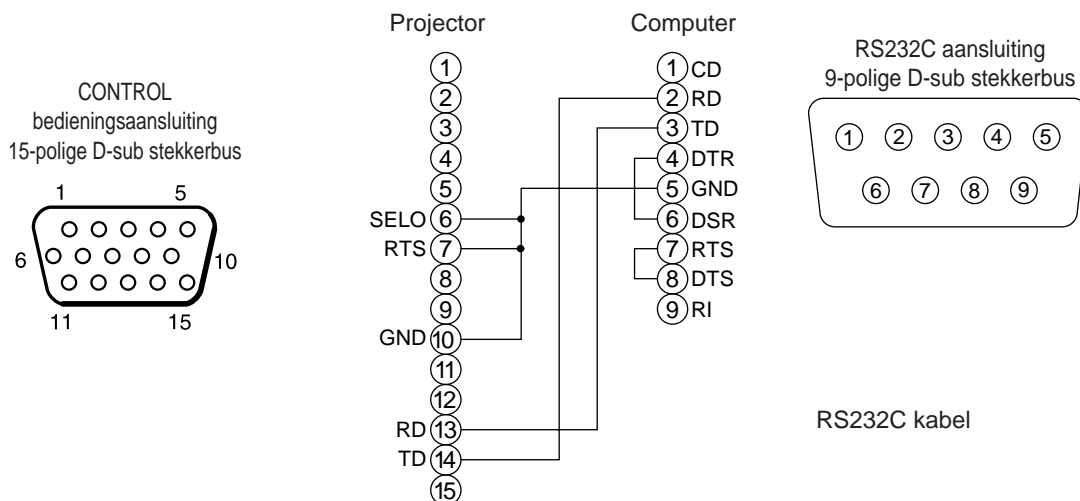 Projector
Computer
CONTROL
bedieningsaansluiting
15-polige D-sub stekkerbus
1 5
6 10
11 15
1
2
3
4
5
SELO 6
RTS 7
8
9
GND 10
11
12
RD 13
TD 14
15
1 CD
2 RD
3 TD
4 DTR
5 GND
6 DSR
7 RTS
8 DTS
9 RI
RS232C aansluiting
9-polige D-sub stekkerbus
1 2 3 4 5
6 7 8 9
RS232C kabel